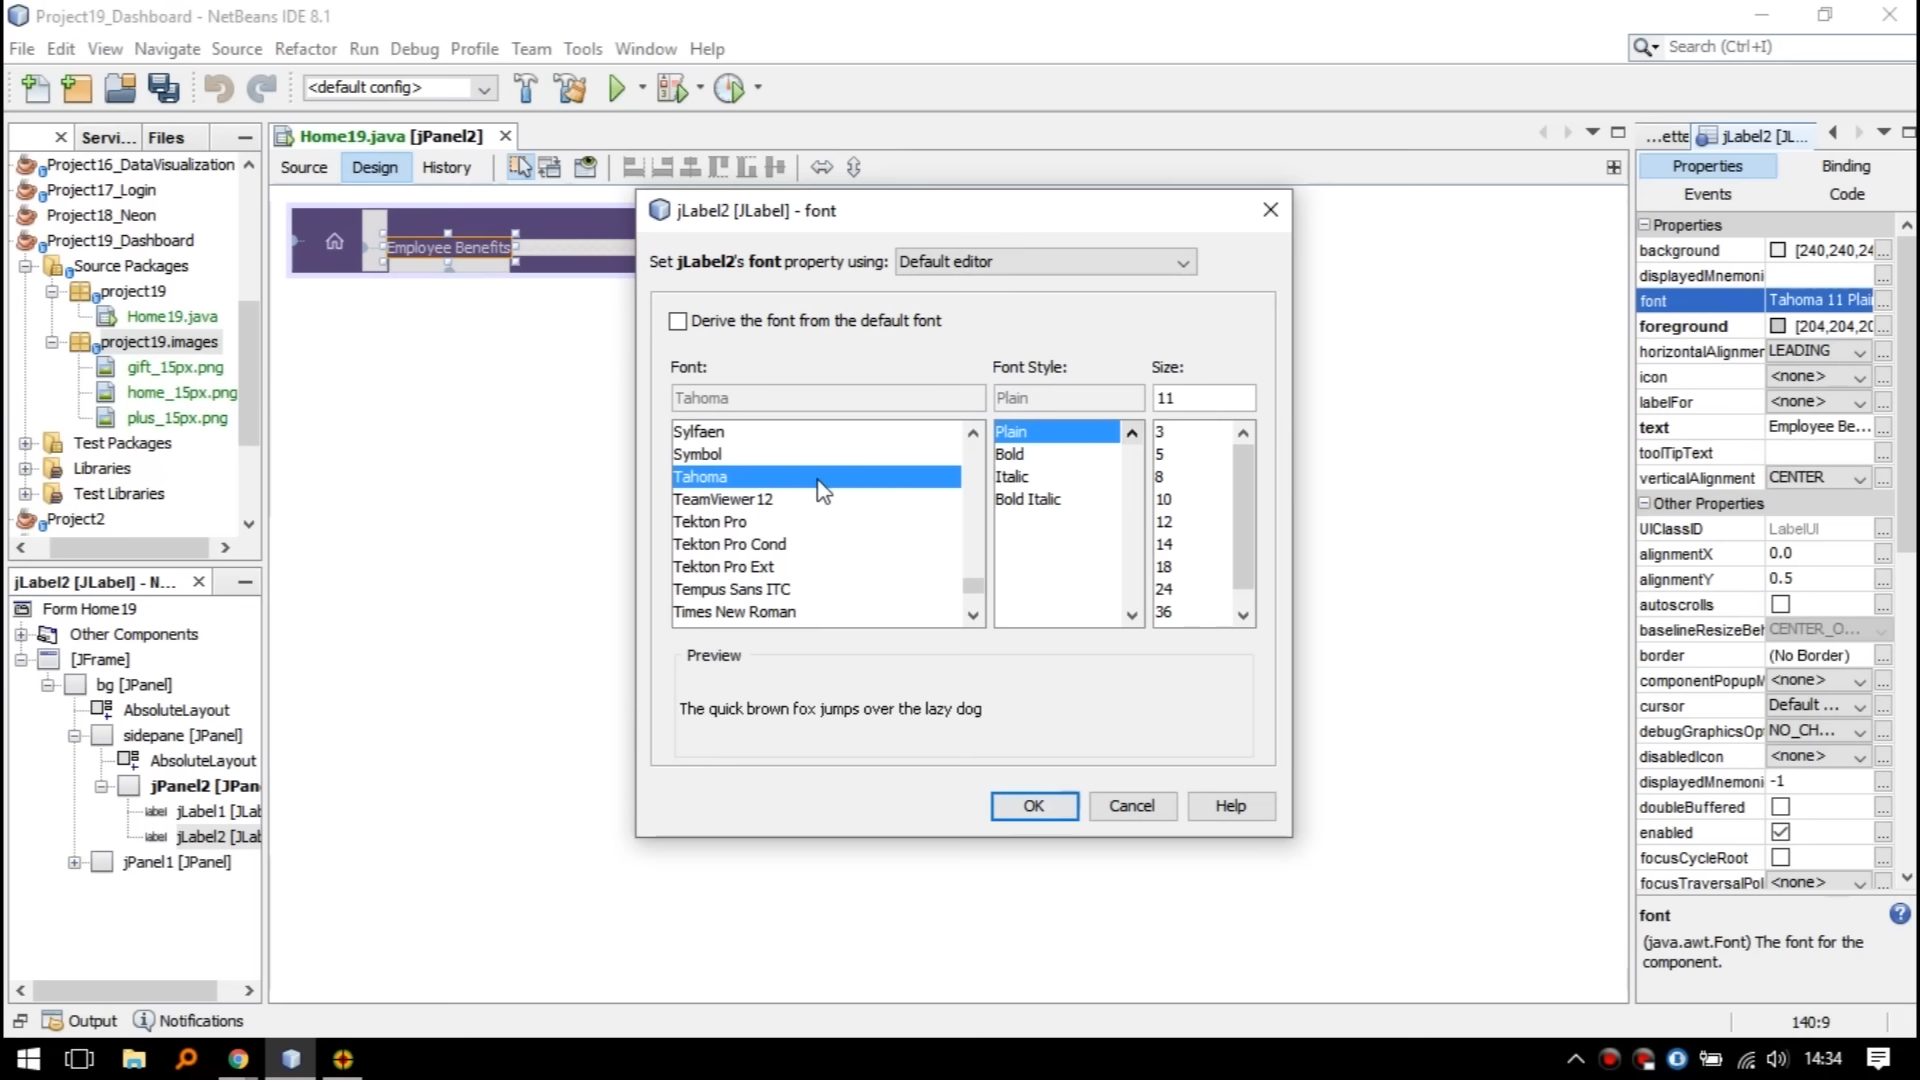 Project19_Dashboard - NetBeans IDE 8.1
File Edit View Navigate Source Refactor Run Debug Profile Team Tools Window Help
Search (Ctrl+I)
<default config>
Servi... Files
Project16_DataVisualization
Project17_Login
Project18_Neon
Project19_Dashboard
Source Packages
project19
Home19.java
project19.images
gift_15px.png
home_15px.png
plus_15px.png
Test Packages
Libraries
Test Libraries
Project2
jLabel2 [JLabel] - N...
Form Home19
Other Components
[JFrame]
bg [JPanel]
AbsoluteLayout
sidepane [JPanel]
AbsoluteLayout
jPanel2 [JPan
jLabel1 [JLab
jLabel2 [JLab
jPanel1 [JPanel]
Home19.java [jPanel2]
Source Design History
Employee Benefits
jLabel2 [JLabel] - font
Set jLabel2's font property using: Default editor
Derive the font from the default font
Font: Font Style: Size:
Tahoma Plain 11
Sylfaen
Symbol
Tahoma
TeamViewer12
Tekton Pro
Tekton Pro Cond
Tekton Pro Ext
Tempus Sans ITC
Times New Roman
Plain
Bold
Italic
Bold Italic
3
5
8
10
12
14
18
24
36
Preview
The quick brown fox jumps over the lazy dog
OK Cancel Help
...ette jLabel2 [JL...
Properties Binding
Events Code
Properties
background [240,240,24 ...
displayedMnemoni ...
font Tahoma 11 Plai ...
foreground [204,204,20 ...
horizontalAlignmer LEADING ...
icon <none> ...
labelFor <none> ...
text Employee Be... ...
toolTipText ...
verticalAlignment CENTER ...
Other Properties
UIClassID LabelUI ...
alignmentX 0.0 ...
alignmentY 0.5 ...
autoscrolls ...
baselineResizeBeh CENTER_O... ...
border (No Border) ...
componentPopupM <none> ...
cursor Default ... ...
debugGraphicsOp NO_CH... ...
disabledIcon <none> ...
displayedMnemoni -1 ...
doubleBuffered ...
enabled ...
focusCycleRoot ...
focusTraversalPol <none> ...
font
(java.awt.Font) The font for the
component.
Output Notifications
140:9
14:34